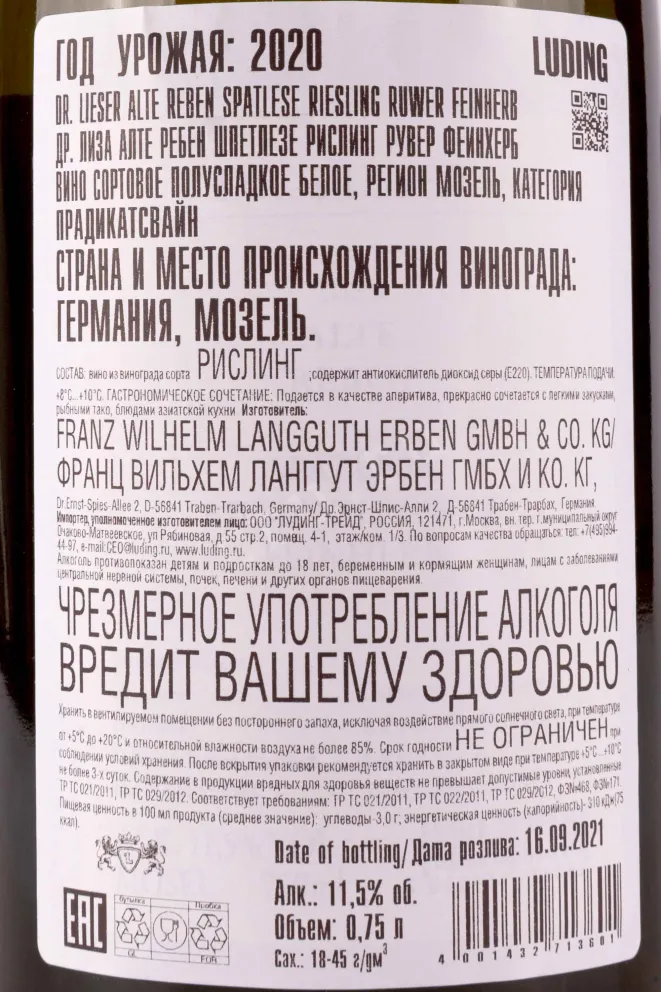 ГОД УРОЖАЯ: 2020
LUDING
DR. LIESER ALTE REBEN SPATLESE RIESLING RUWER FEINHERB
ДР. ЛИЗА АЛТЕ РЕБЕН ШПЕТЛЕЗЕ РИСЛИНГ РУВЕР ФЕИНХЕРБ
ВИНО СОРТОВОЕ ПОЛУСЛАДКОЕ БЕЛОЕ, РЕГИОН МОЗЕЛЬ, КАТЕГОРИЯ
ПРАДИКАТСВАЙН
СТРАНА И МЕСТО ПРОИСХОЖДЕНИЯ ВИНОГРАДА:
ГЕРМАНИЯ, МОЗЕЛЬ.
СОСТАВ: вино из винограда сорта РИСЛИНГ ;содержит антиокислитель диоксид серы (Е220). ТЕМПЕРАТУРА ПОДАЧИ:
+8°С...+10°С. ГАСТРОНОМИЧЕСКОЕ СОЧЕТАНИЕ: Подается в качестве аперитива, прекрасно сочетается с легкими закусками,
рыбными тако, блюдами азиатской кухни. Изготовитель:
FRANZ WILHELM LANGGUTH ERBEN GMBH & CO. KG/
ФРАНЦ ВИЛЬХЕМ ЛАНГГУТ ЭРБЕН ГМБХ И КО. КГ,
Dr.Ernst-Spies-Allee 2, D-56841 Traben-Trarbach, Germany/ До.Эрнст-Шпис-Алли 2, Д-56841 Трабен-Трарбах, Германия.
Импортер, уполномоченное изготовителем лицо: ООО "ЛУДИНГ-ТРЕЙД", РОССИЯ, 121471, г.Москва, вн. тер. г.муниципальный округ
Очаково-Матвеевское, ул Рябиновая, д 55 стр.2, помещ. 4-1, этаж/ком. 1/3. По вопросам качества обращаться: тел: +7(495)994-
44-97, e-mail:CEO@luding.ru, www.luding.ru.
Алкоголь противопоказан детям и подросткам до 18 лет, беременным и кормящим женщинам, лицам с заболеваниями
центральной нервной системы, почек, печени и других органов пищеварения.
ЧРЕЗМЕРНОЕ УПОТРЕБЛЕНИЕ АЛКОГОЛЯ
ВРЕДИТ ВАШЕМУ ЗДОРОВЬЮ
Хранить в вентилируемом помещении без постороннего запаха, исключая воздействие прямого солнечного света, при температуре
от +5°С до +20°С и относительной влажности воздуха не более 85%. Срок годности НЕ ОГРАНИЧЕН при
соблюдении условий хранения. После вскрытия упаковки рекомендуется хранить в закрытом виде при температуре +5°С...+10°С
не более 3-х суток. Содержание в продукции вредных для здоровья веществ не превышает допустимые уровни, установленные
ТР ТС 021/2011, ТР ТС 029/2012. Соответствует требованиям: ТР ТС 021/2011, ТР ТС 022/2011, ТР ТС 029/2012, ФЗ№468, ФЗ№171.
Пищевая ценность в 100 мл продукта (среднее значение): углеводы-3,0 г; энергетическая ценность (калорийность)- 310 кДж(75
ккал).
Date of bottling/ Дата розлива: 16.09.2021
Алк.: 11,5% об.
Объем: 0,75 л
Сах.: 18-45 г/дм³
EAC
бутылка
Пробка
GL
FOR
4 001432 713601